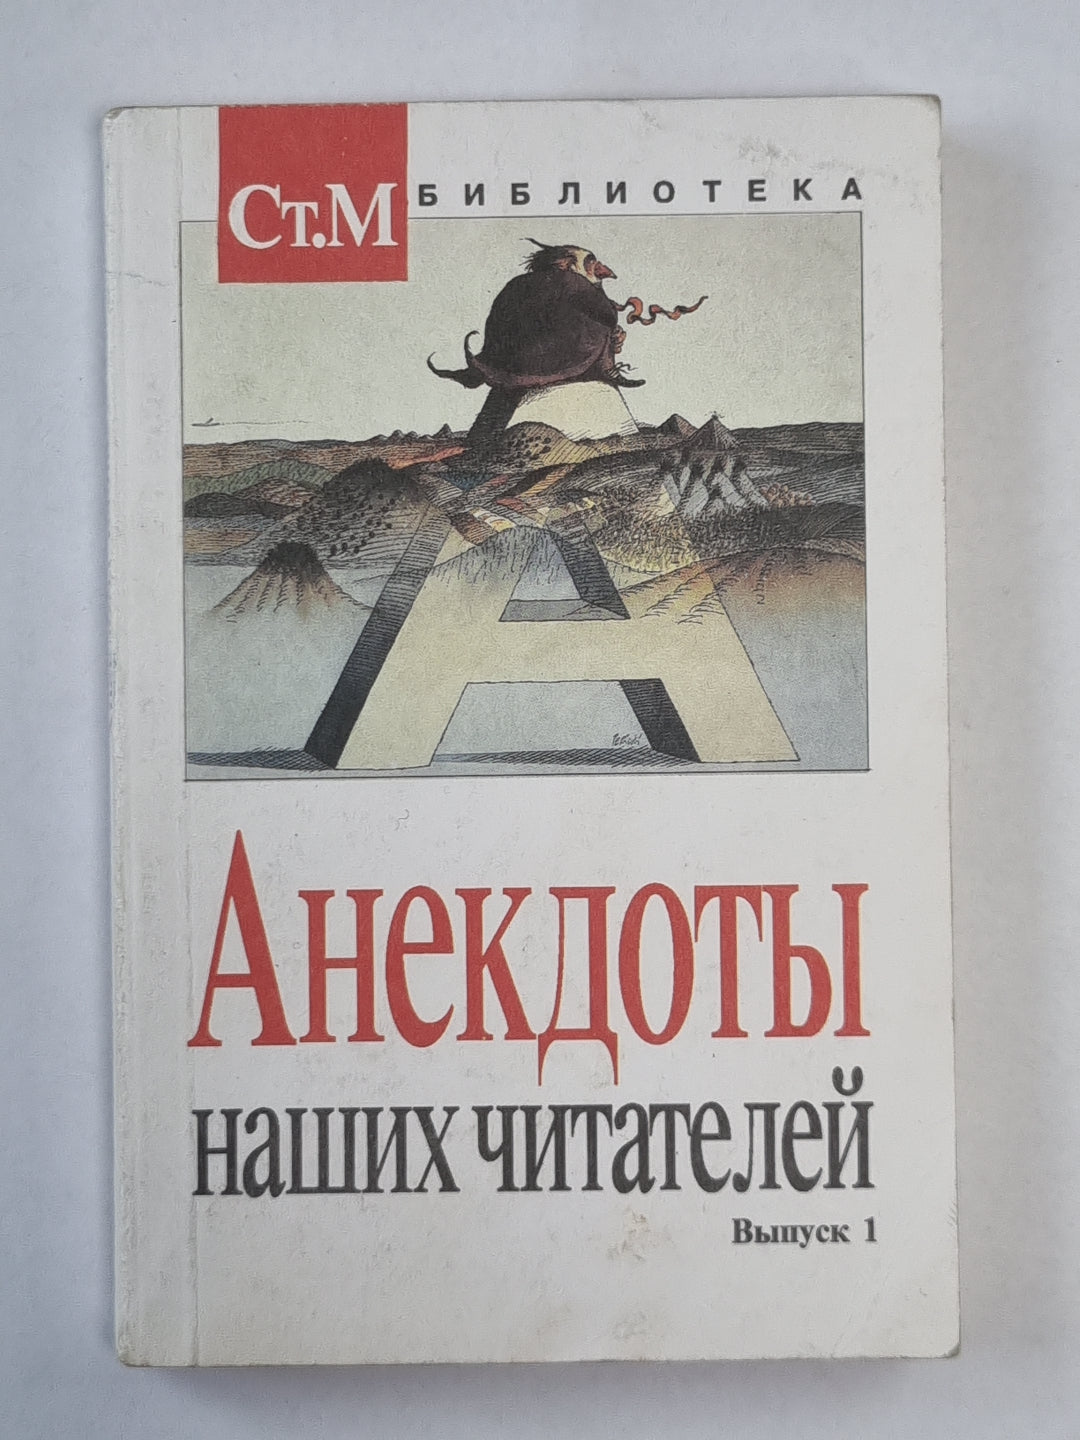 Ст.М БИБЛИОТЕКА
А
Анекдоты
наших читателей
Выпуск 1